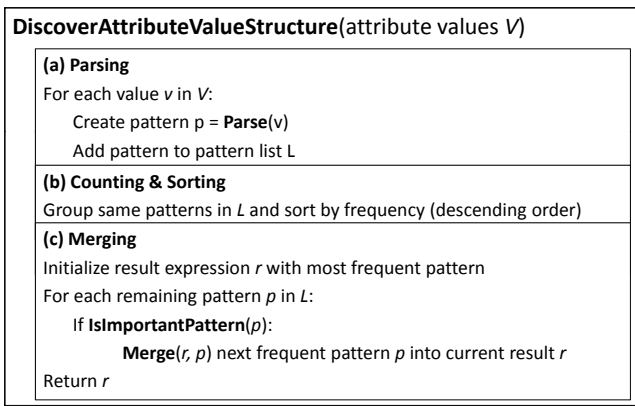 DiscoverAttributeValueStructure(attribute values V)
(a) Parsing
For each value v in V:
Create pattern p = Parse(v)
Add pattern to pattern list L
(b) Counting & Sorting
Group same patterns in L and sort by frequency (descending order)
(c) Merging
Initialize result expression r with most frequent pattern
For each remaining pattern p in L:
If IsImportantPattern(p):
Merge(r, p) next frequent pattern p into current result r
Return r